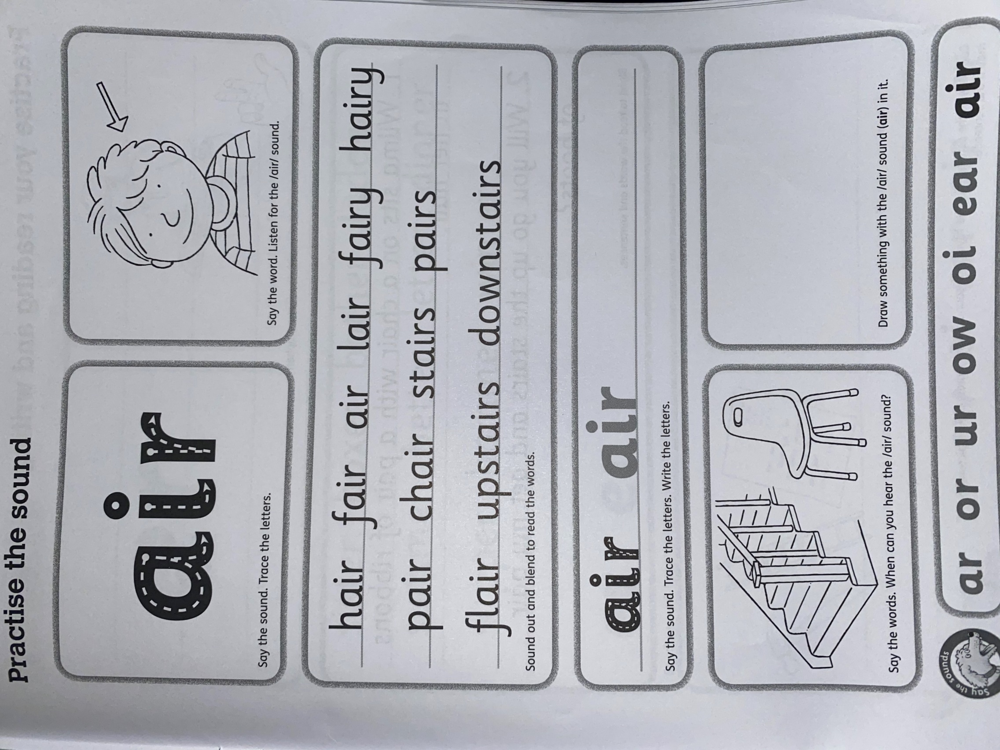 Practise the sound
air
Say the sound. Trace the letters.
Say the word. Listen for the /air/ sound.
hair fair air lair fairy hairy
pair chair stairs pairs
flair upstairs downstairs
Sound out and blend to read the words.
air air
Say the sound. Trace the letters. Write the letters.
Say the words. When can you hear the /air/ sound?
Draw something with the /air/ sound (air) in it.
Say the sounds
ar or ur ow oi ear air